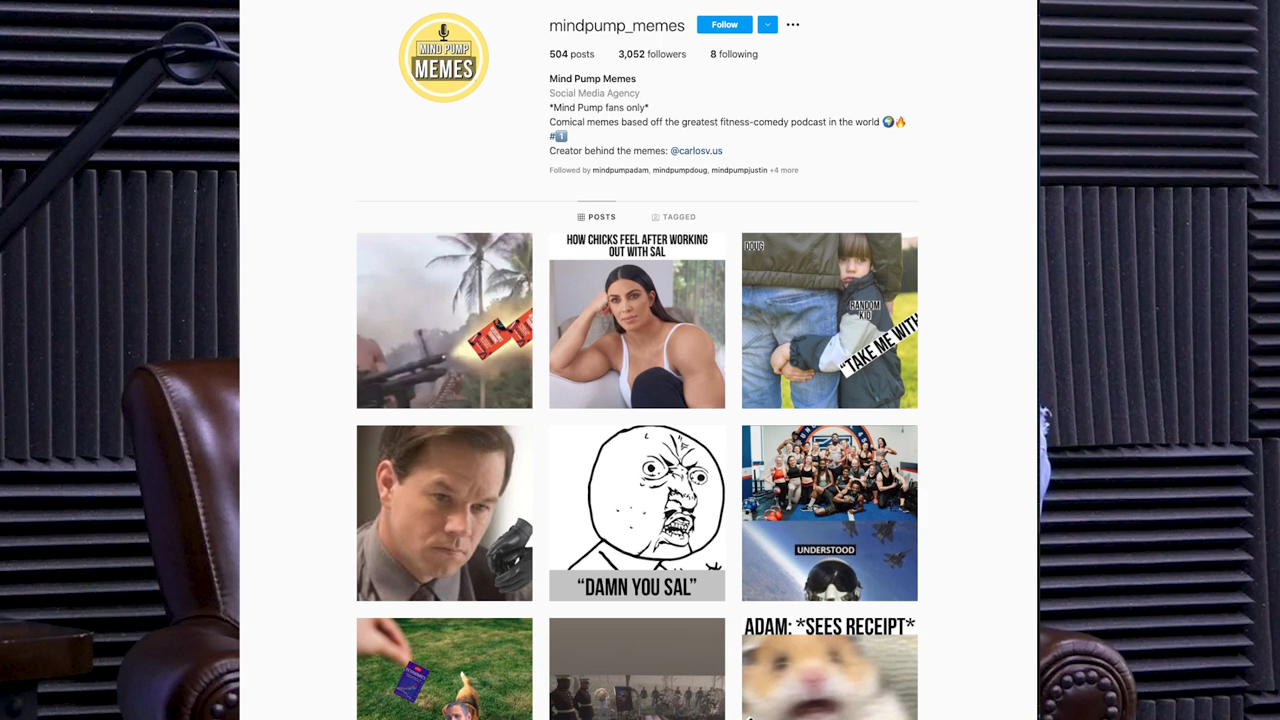 MIND PUMP
MEMES
mindpump_memes
Follow
504 posts 3,052 followers 8 following
Mind Pump Memes
Social Media Agency
*Mind Pump fans only*
Comical memes based off the greatest fitness-comedy podcast in the world 🌍🔥
#1️⃣
Creator behind the memes: @carlosv.us
Followed by mindpumpadam, mindpumpdoug, mindpumpjustin +4 more
POSTS TAGGED
HOW CHICKS FEEL AFTER WORKING
OUT WITH SAL
DOUG
RANDOM
KID
"TAKE ME WITH
“DAMN YOU SAL”
UNDERSTOOD
ADAM: *SEES RECEIPT*